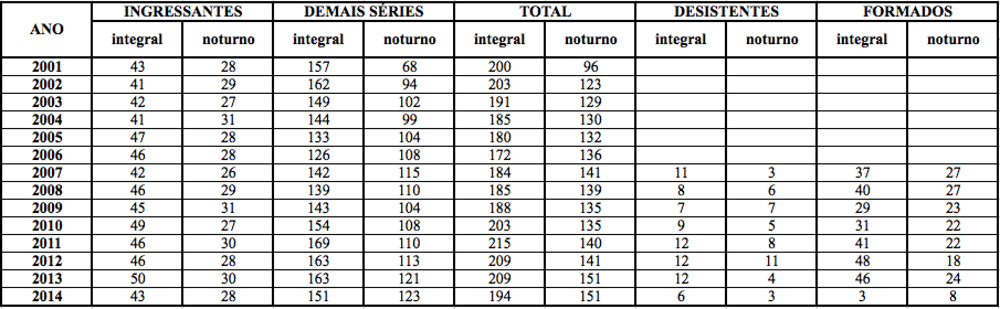 ANO INGRESSANTES DEMAIS SÉRIES TOTAL DESISTENTES FORMADOS
integral noturno integral noturno integral noturno integral noturno integral noturno
2001 43 28 157 68 200 96
2002 41 29 162 94 203 123
2003 42 27 149 102 191 129
2004 41 31 144 99 185 130
2005 47 28 133 104 180 132
2006 46 28 126 108 172 136
2007 42 26 142 115 184 141 11 3 37 27
2008 46 29 139 110 185 139 8 6 40 27
2009 45 31 143 104 188 135 7 7 29 23
2010 49 27 154 108 203 135 9 5 31 22
2011 46 30 169 110 215 140 12 8 41 22
2012 46 28 163 113 209 141 12 11 48 18
2013 50 30 163 121 209 151 12 4 46 24
2014 43 28 151 123 194 151 6 3 3 8